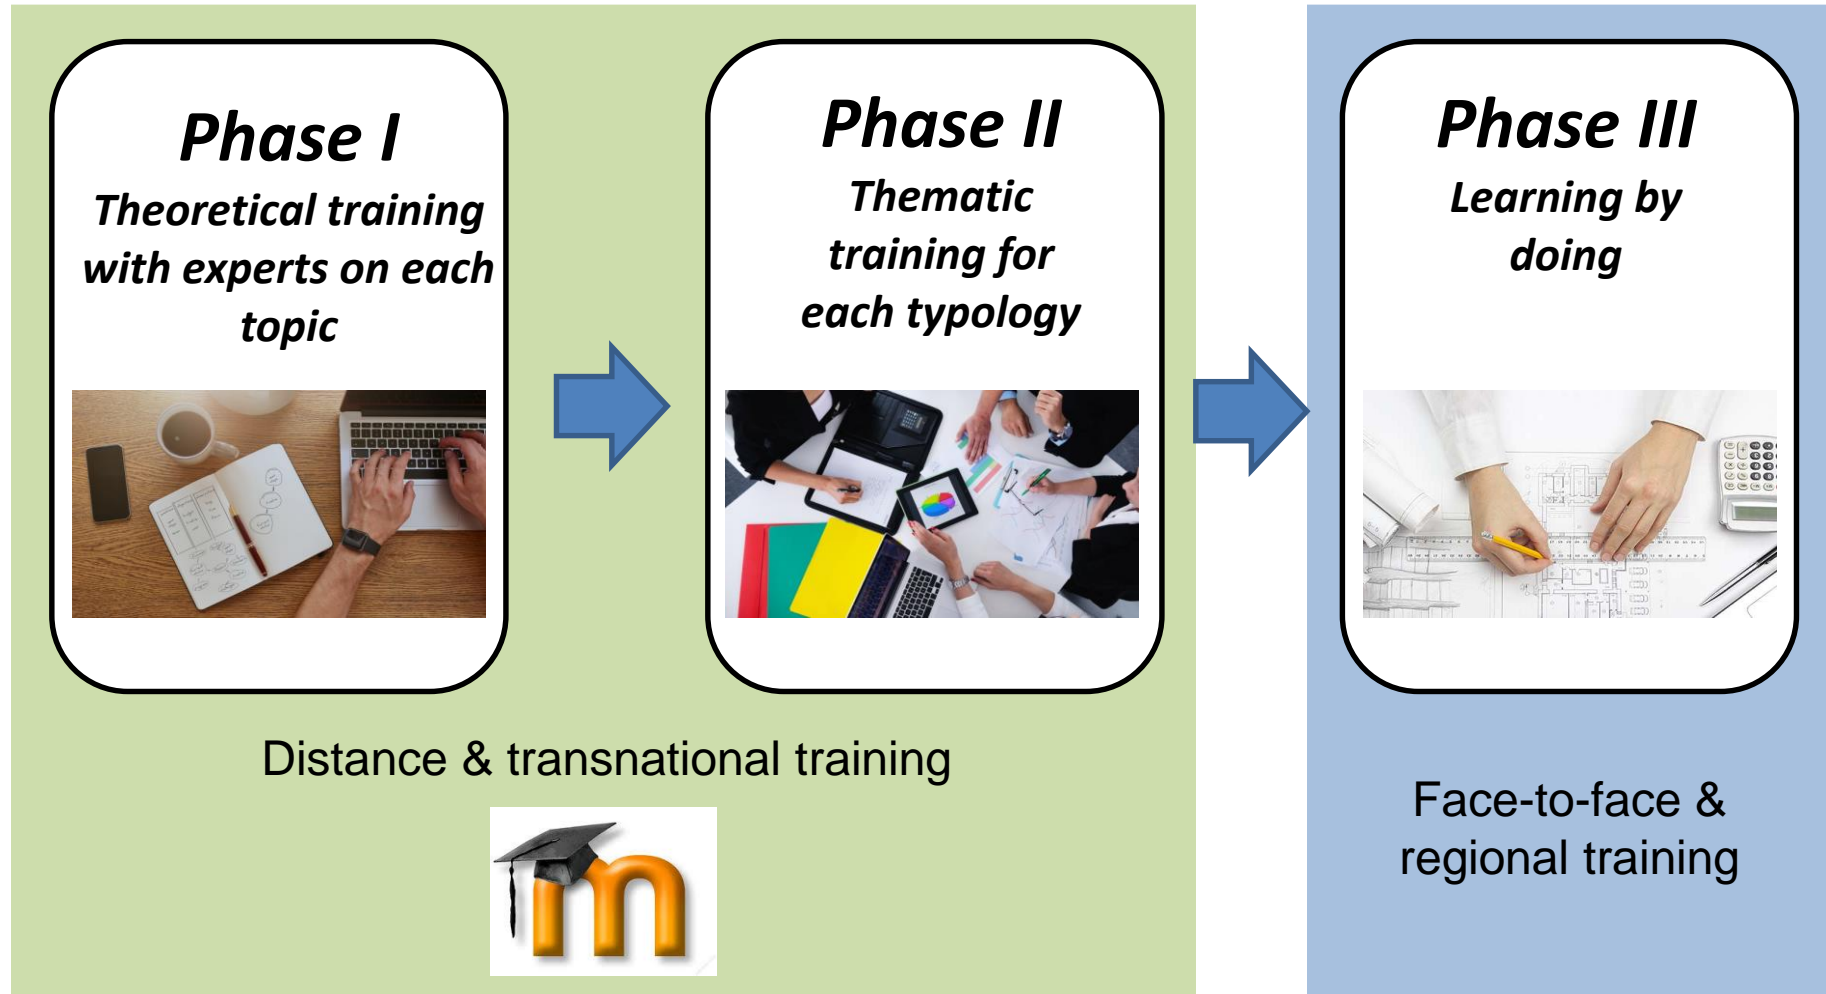 Phase I
Theoretical training
with experts on each
topic
Phase II
Thematic
training for
each typology
Phase III
Learning by
doing
Distance & transnational training
m
Face-to-face &
regional training